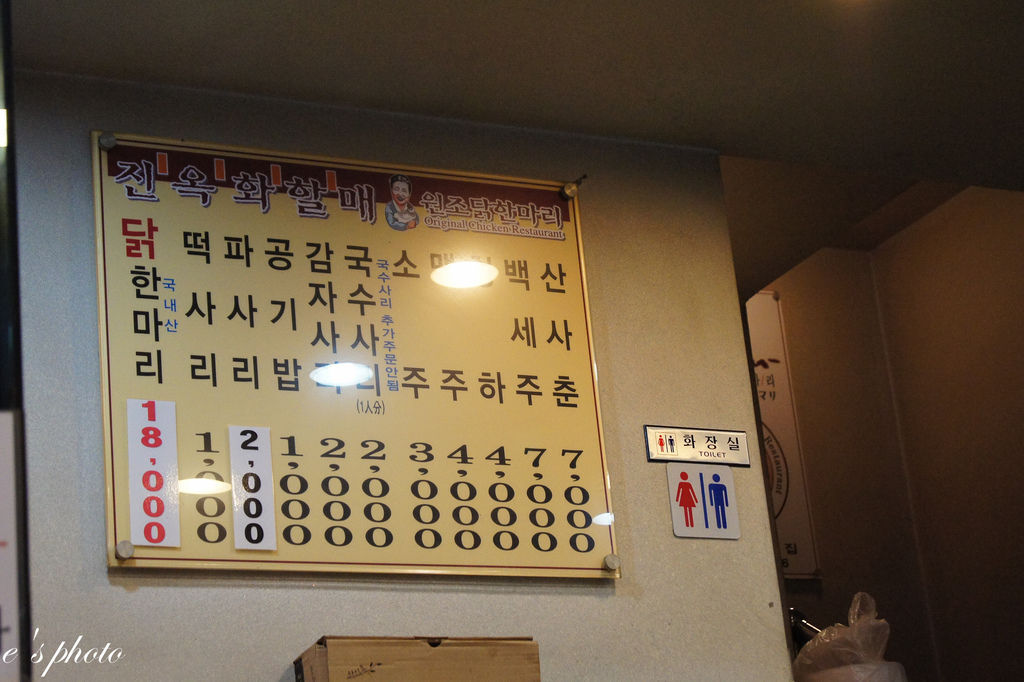 진옥화할매
원조닭한마리
Original Chicken Restaurant
닭한마리
국내산
18,000
떡사리
1,000
파사리
2,000
공기밥
1,000
감자사리
2,000
국수사리
(1人分)
2,000
국수사리 추가주문안됨
소주
3,000
맥주
4,000
4,000
백세주
7,000
산사춘
7,000
화장실
TOILET
Restaurant
집
e's photo